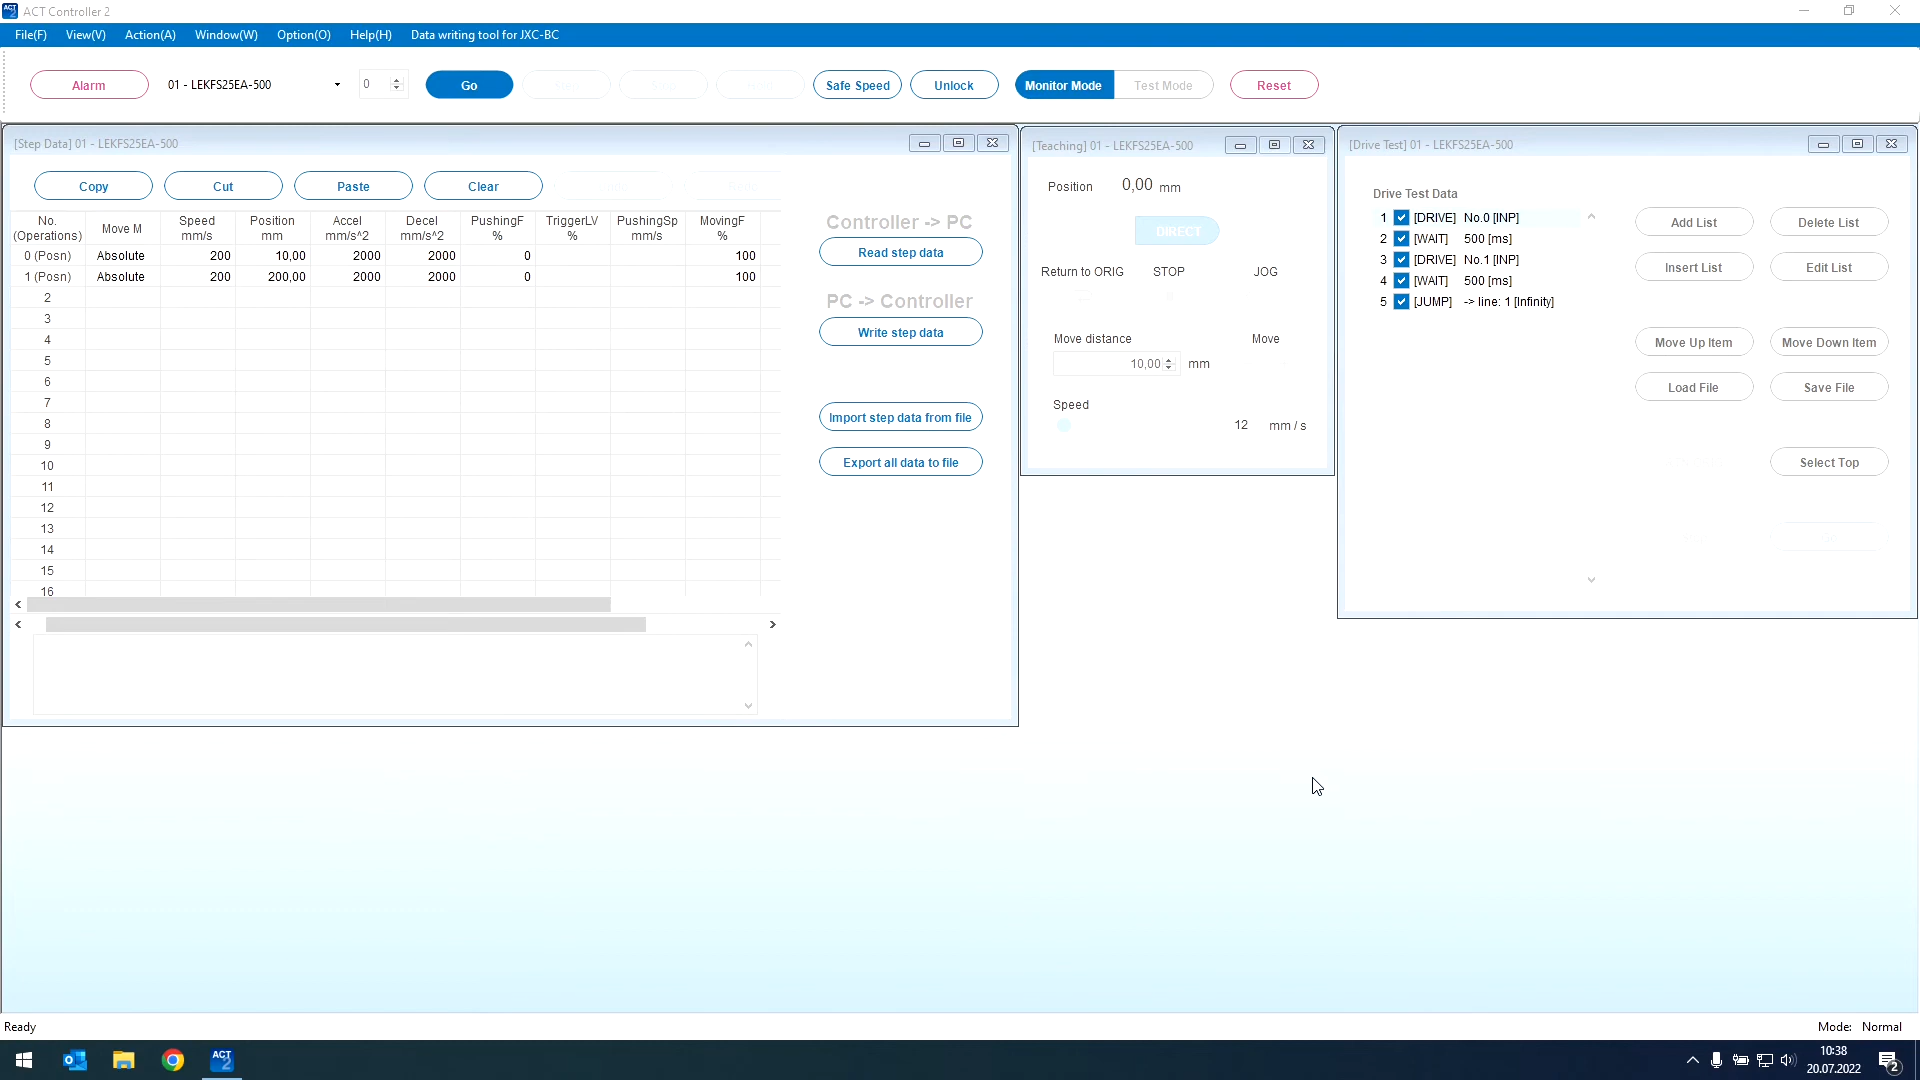 ACT Controller 2
File(F) View(V) Action(A) Window(W) Option(O) Help(H) Data writing tool for JXC-BC
Alarm 01 - LEKFS25EA-500 0 Go Safe Speed Unlock Monitor Mode Test Mode Reset
[Step Data] 01 - LEKFS25EA-500
Copy Cut Paste Clear
No. (Operations) Move M Speed mm/s Position mm Accel mm/s^2 Decel mm/s^2 PushingF % TriggerLV % PushingSp mm/s MovingF %
0 (Posn) Absolute 200 10,00 2000 2000 0 100
1 (Posn) Absolute 200 200,00 2000 2000 0 100
2
3
4
5
6
7
8
9
10
11
12
13
14
15
16
Controller -> PC
Read step data
PC -> Controller
Write step data
Import step data from file
Export all data to file
[Teaching] 01 - LEKFS25EA-500
Position 0,00 mm
DIRECT
Return to ORIG STOP JOG
Move distance Move
10,00 mm
Speed
12 mm / s
[Drive Test] 01 - LEKFS25EA-500
Drive Test Data
1 [DRIVE] No.0 [INP]
2 [WAIT] 500 [ms]
3 [DRIVE] No.1 [INP]
4 [WAIT] 500 [ms]
5 [JUMP] -> line: 1 [Infinity]
Add List Delete List
Insert List Edit List
Move Up Item Move Down Item
Load File Save File
Select Top
Ready Mode: Normal
ACT 2
10:38
20.07.2022
2